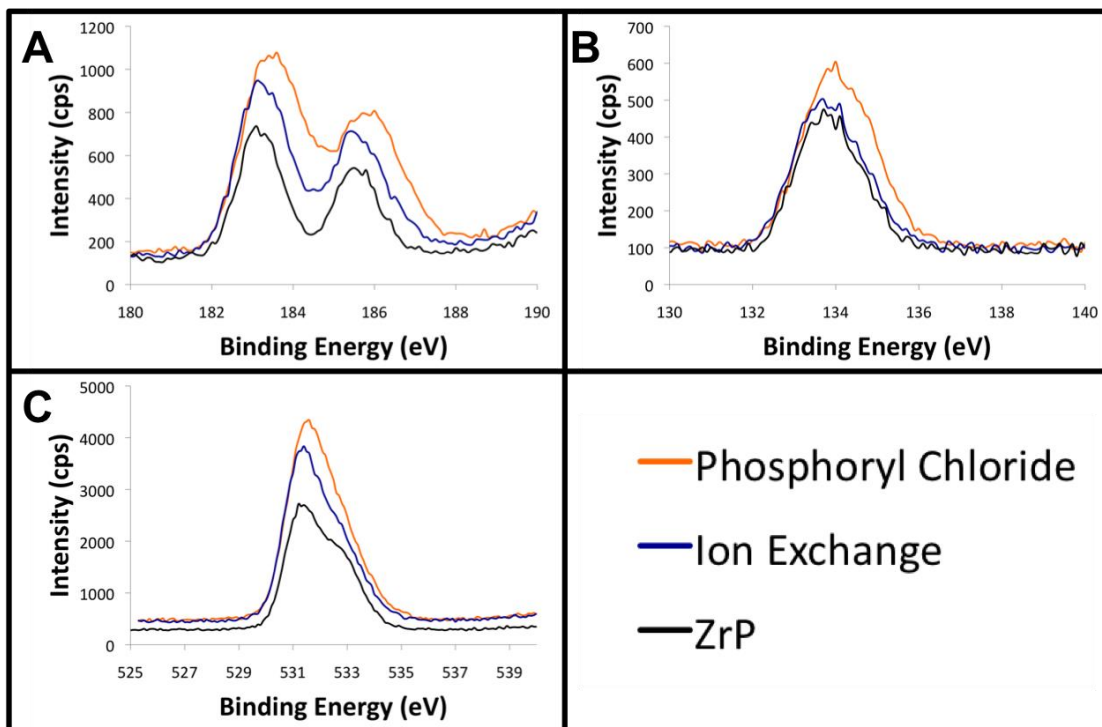 A
Intensity (cps)
1200
1000
800
600
400
200
0
180 182 184 186 188 190
Binding Energy (eV)
B
Intensity (cps)
700
600
500
400
300
200
100
0
130 132 134 136 138 140
Binding Energy (eV)
C
Intensity (cps)
5000
4000
3000
2000
1000
0
525 527 529 531 533 535 537 539
Binding Energy (eV)
Phosphoryl Chloride
Ion Exchange
ZrP